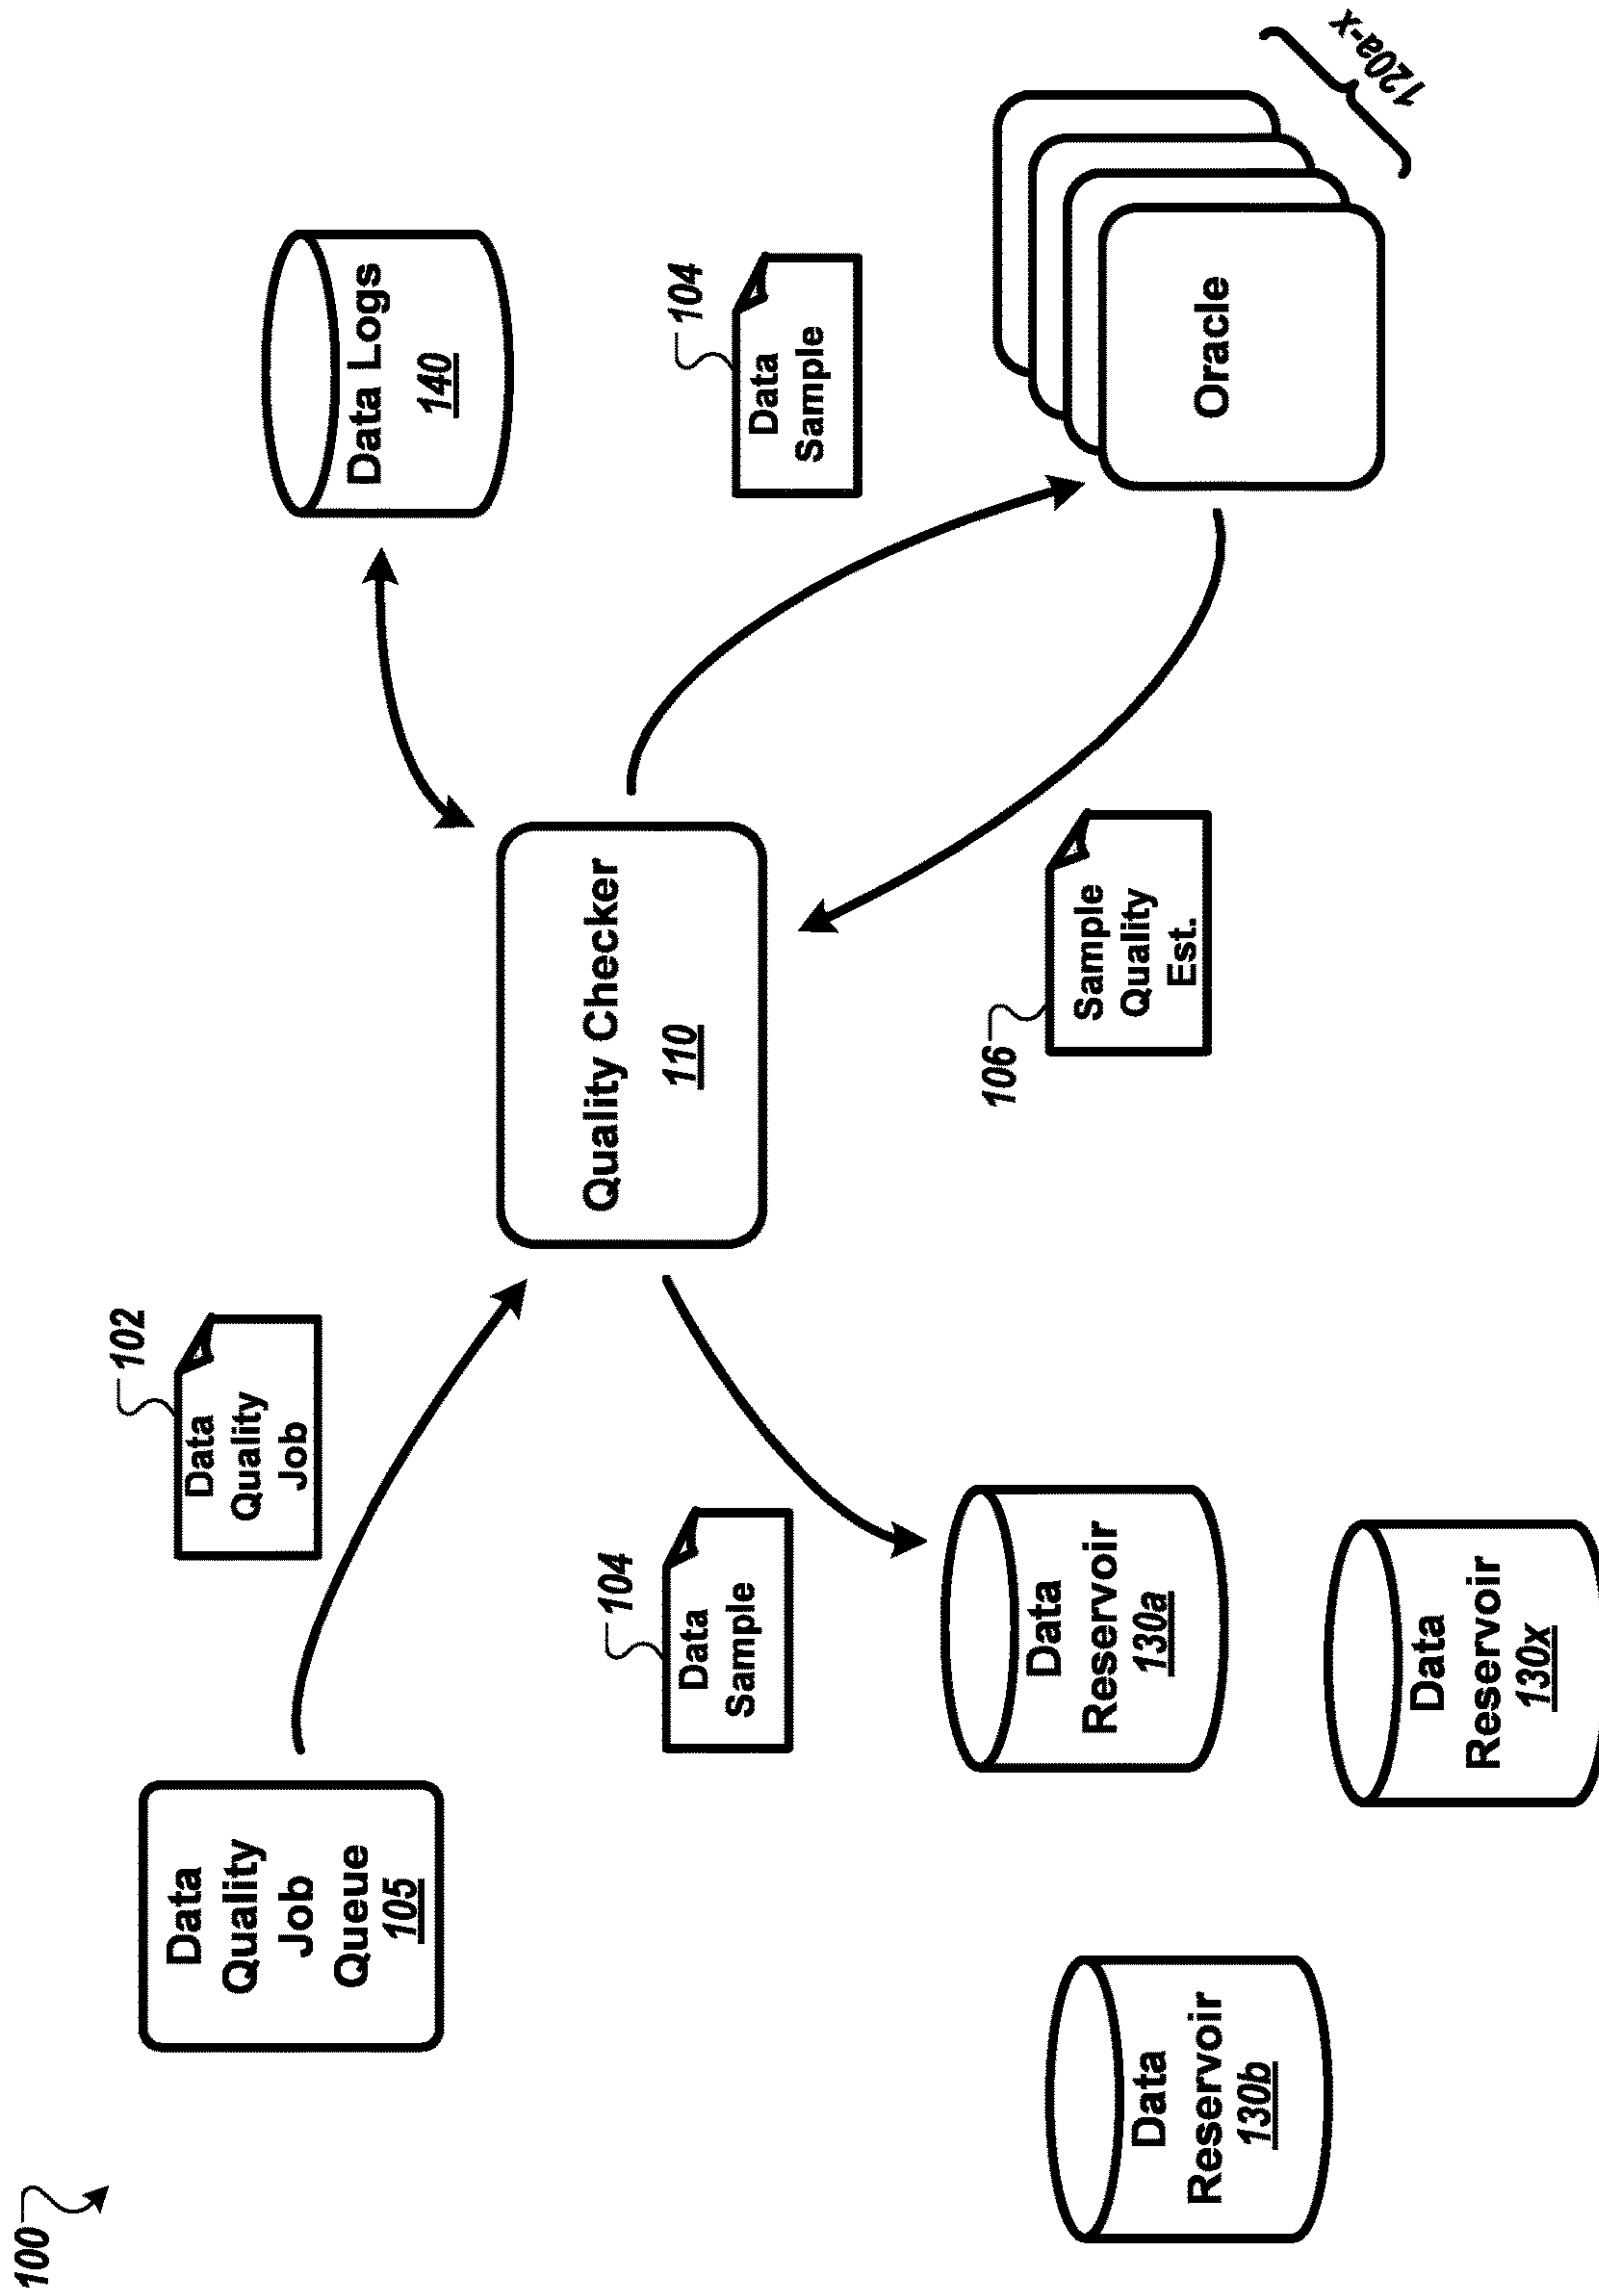 100
Data
Quality
Job
Queue
105
102
Data
Quality
Job
Quality Checker
110
Data Logs
140
104
Data
Sample
104
Data
Sample
Oracle
120a-x
106
Sample
Quality
Est.
Data
Reservoir
130a
Data
Reservoir
130b
Data
Reservoir
130x